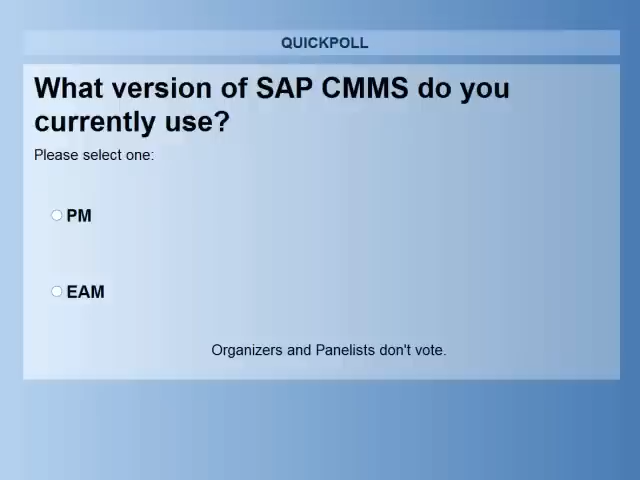 QUICKPOLL
What version of SAP CMMS do you
currently use?
Please select one:
PM
EAM
Organizers and Panelists don't vote.